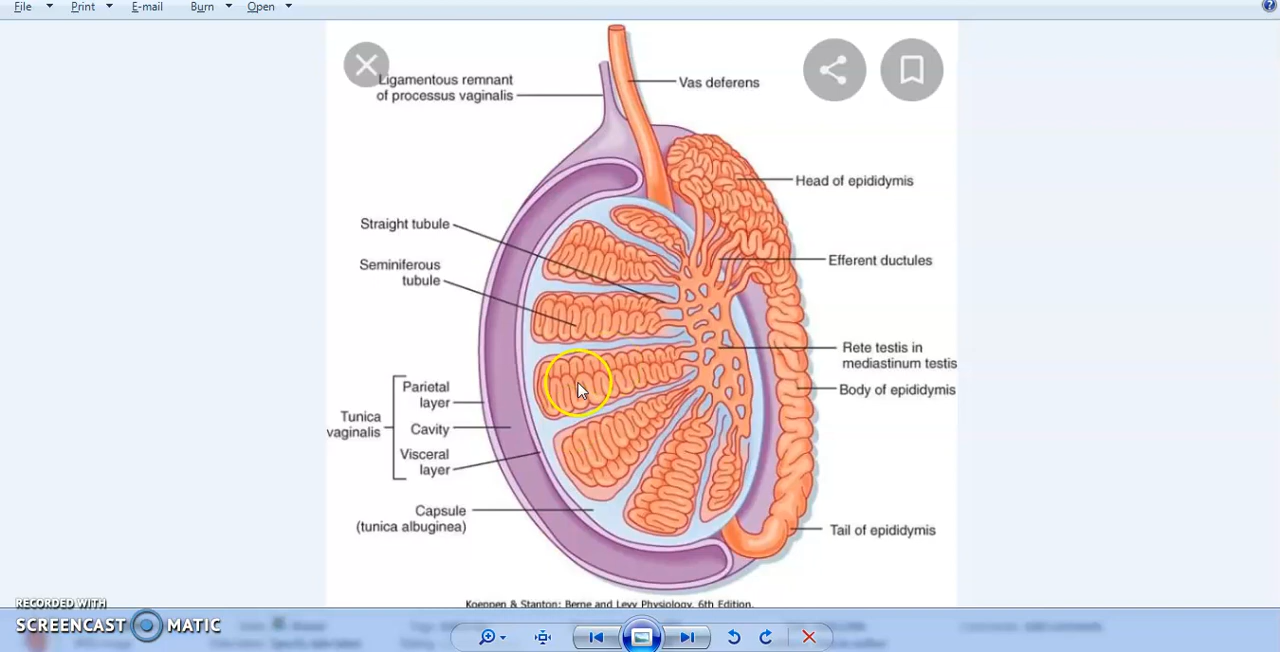 File Print E-mail Burn Open
Ligamentous remnant
of processus vaginalis
Vas deferens
Head of epididymis
Straight tubule
Seminiferous
tubule
Efferent ductules
Rete testis in
mediastinum testis
Parietal
layer
Body of epididymis
Tunica
vaginalis
Cavity
Visceral
layer
Capsule
(tunica albuginea)
Tail of epididymis
Koeppen & Stanton: Berne and Levy Physiology, 6th Edition.
RECORDED WITH
SCREENCAST MATIC